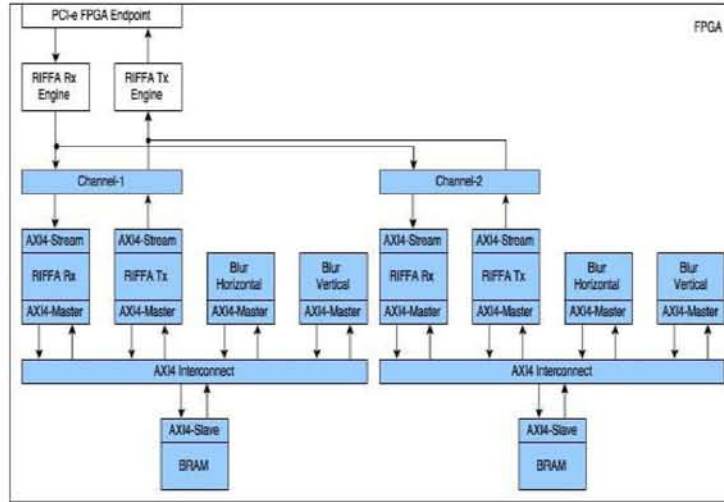 PCI-e FPGA Endpoint
FPGA
RIFFA Rx
Engine
RIFFA Tx
Engine
Channel-1
Channel-2
AXI4-Stream
RIFFA Rx
AXI4-Master
AXI4-Stream
RIFFA Tx
AXI4-Master
Blur
Horizontal
AXI4-Master
Blur
Vertical
AXI4-Master
AXI4-Stream
RIFFA Rx
AXI4-Master
AXI4-Stream
RIFFA Tx
AXI4-Master
Blur
Horizontal
AXI4-Master
Blur
Vertical
AXI4-Master
AXI4 Interconnect
AXI4 Interconnect
AXI4-Slave
BRAM
AXI4-Slave
BRAM